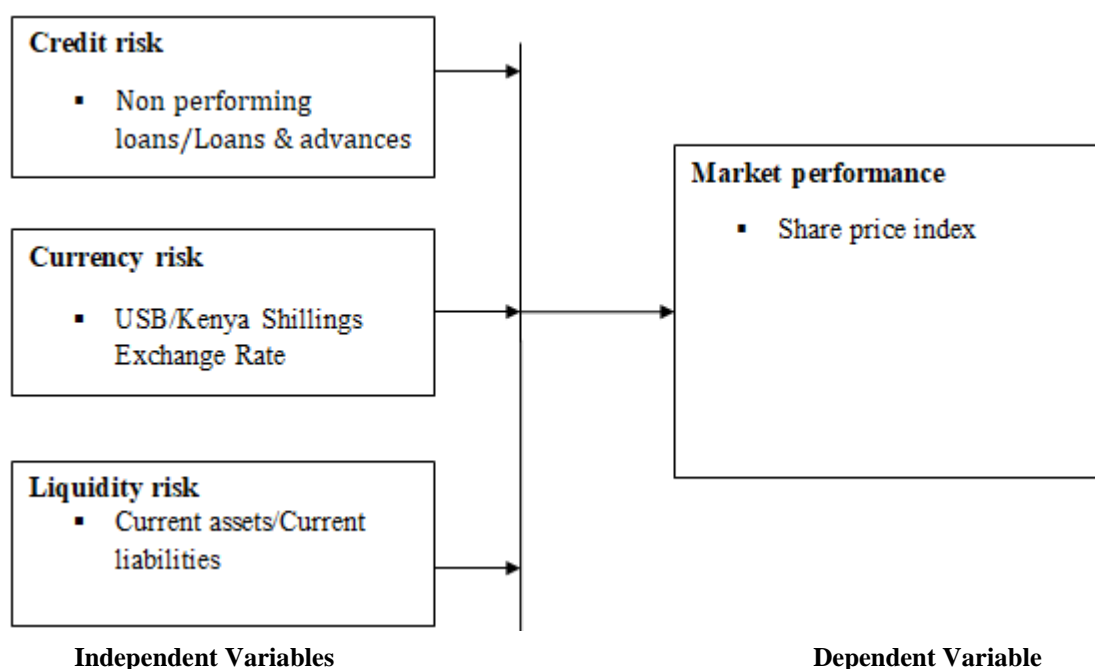 Credit risk
▪ Non performing
loans/Loans & advances
Currency risk
▪ USB/Kenya Shillings
Exchange Rate
Liquidity risk
▪ Current assets/Current
liabilities
Market performance
▪ Share price index
Independent Variables
Dependent Variable